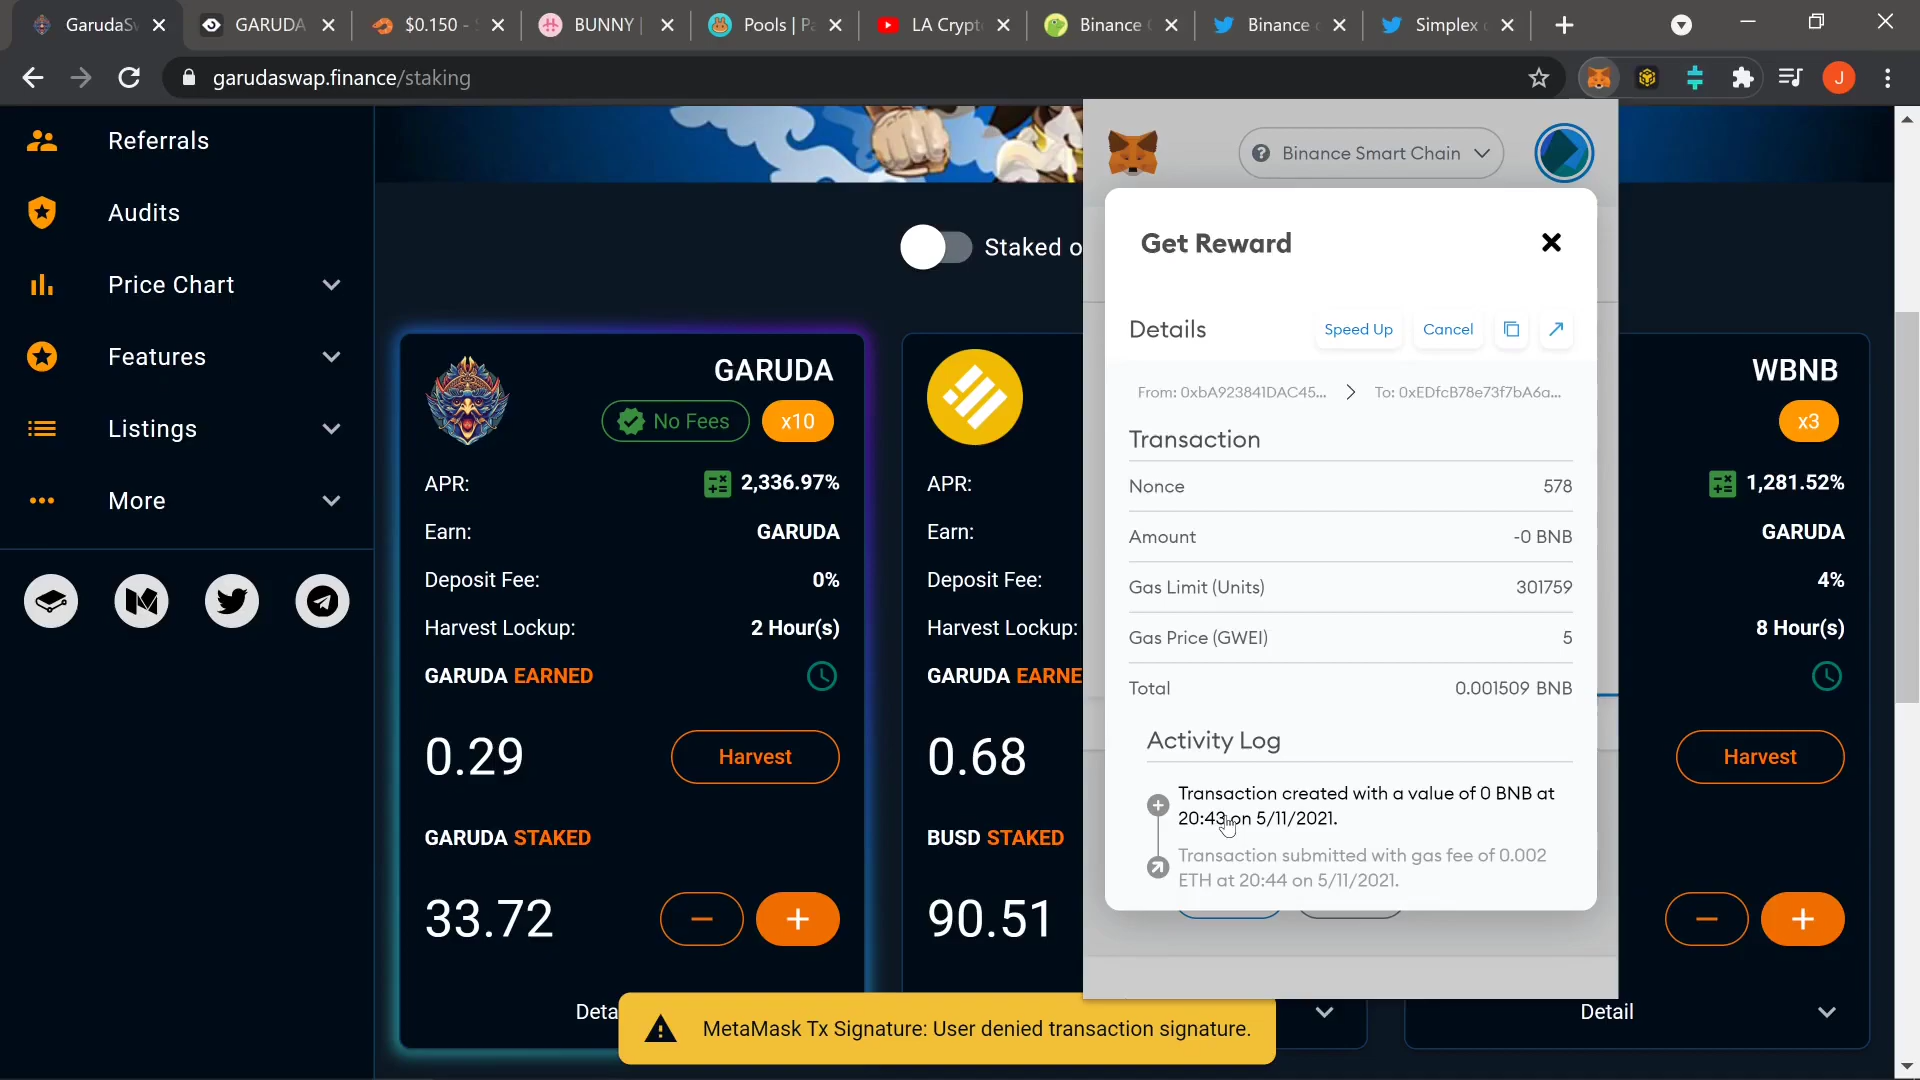 GarudaSw
GARUDA
$0.150 -
BUNNY |
Pools | Pa
LA Crypt
Binance
Binance
Simplex
garudaswap.finance/staking
J
Referrals
Audits
Price Chart
Features
Listings
More
Staked o
GARUDA
No Fees
x10
APR:
2,336.97%
Earn:
GARUDA
Deposit Fee:
0%
Harvest Lockup:
2 Hour(s)
GARUDA EARNED
0.29
Harvest
GARUDA STAKED
33.72
Deta
APR:
Earn:
Deposit Fee:
Harvest Lockup:
GARUDA EARNE
0.68
BUSD STAKED
90.51
Binance Smart Chain
Get Reward
Details
Speed Up
Cancel
From: 0xbA923841DAC45...
To: 0xEDfcB78e73f7bA6a...
Transaction
Nonce
578
Amount
-0 BNB
Gas Limit (Units)
301759
Gas Price (GWEI)
5
Total
0.001509 BNB
Activity Log
Transaction created with a value of 0 BNB at
20:43 on 5/11/2021.
Transaction submitted with gas fee of 0.002
ETH at 20:44 on 5/11/2021.
WBNB
x3
1,281.52%
GARUDA
4%
8 Hour(s)
Harvest
Detail
MetaMask Tx Signature: User denied transaction signature.